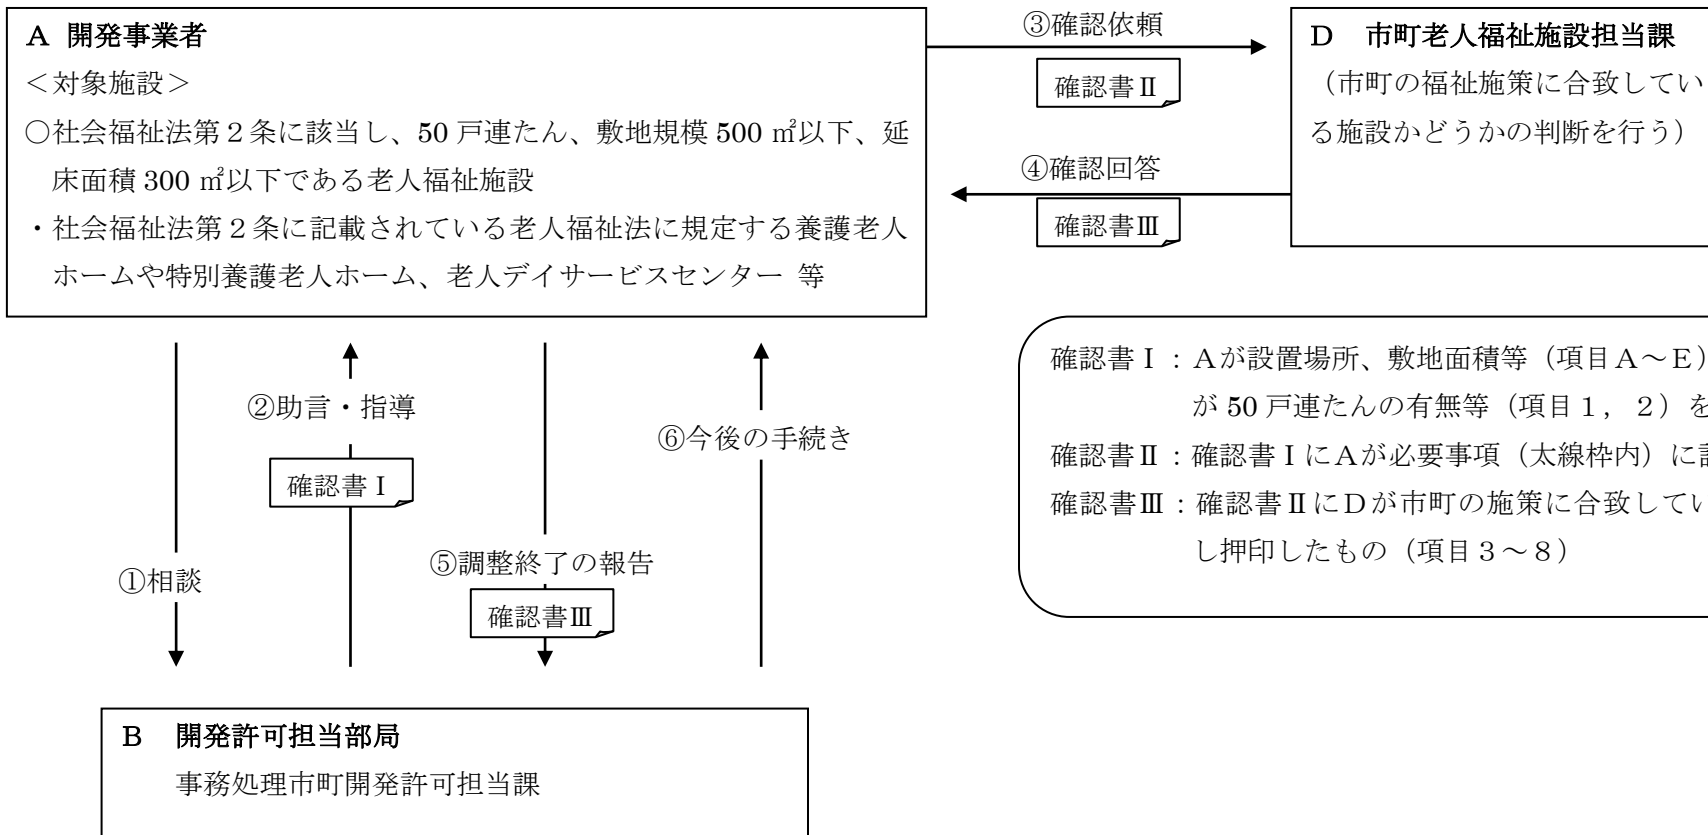 A 開発事業者
＜対象施設＞
○社会福祉法第２条に該当し、50 戸連たん、敷地規模 500 ㎡以下、延
床面積 300 ㎡以下である老人福祉施設
・社会福祉法第２条に記載されている老人福祉法に規定する養護老人
ホームや特別養護老人ホーム、老人デイサービスセンター 等
③確認依頼
確認書Ⅱ
④確認回答
確認書Ⅲ
D 市町老人福祉施設担当課
（市町の福祉施策に合致してい
る施設かどうかの判断を行う）
①相談
②助言・指導
確認書Ⅰ
⑤調整終了の報告
確認書Ⅲ
⑥今後の手続き
確認書Ⅰ：Ａが設置場所、敷地面積等（項目Ａ～Ｅ）
が 50 戸連たんの有無等（項目１，２）を
確認書Ⅱ：確認書ⅠにＡが必要事項（太線枠内）に
確認書Ⅲ：確認書ⅡにＤが市町の施策に合致してい
し押印したもの（項目３～８）
B 開発許可担当部局
事務処理市町開発許可担当課